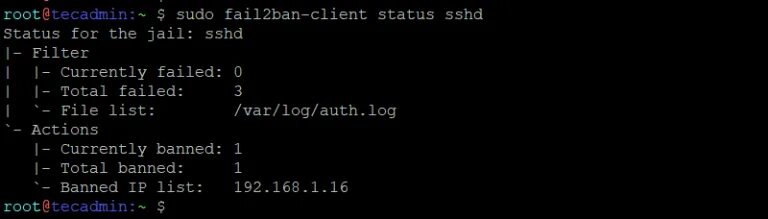 root@tecadmin:~ $ sudo fail2ban-client status sshd
Status for the jail: sshd
|- Filter
|  |- Currently failed: 0
|  |- Total failed:     3
|  `- File list:        /var/log/auth.log
`- Actions
   |- Currently banned: 1
   |- Total banned:     1
   `- Banned IP list:   192.168.1.16
root@tecadmin:~ $